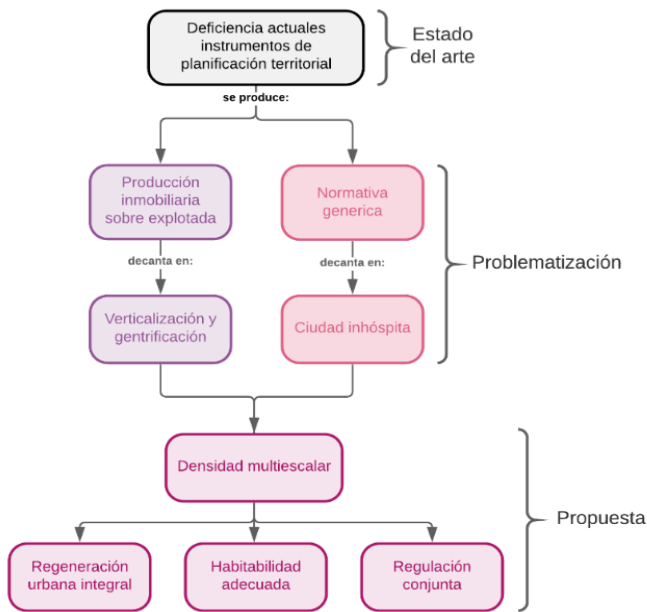 Deficiencia actuales
instrumentos de
planificación territorial
Estado
del arte
se produce:
Producción
inmobiliaria
sobre explotada
Normativa
generica
decanta en:
decanta en:
Problematización
Verticalización y
gentrificación
Ciudad inhóspita
Densidad multiescalar
Propuesta
Regeneración
urbana integral
Habitabilidad
adecuada
Regulación
conjunta